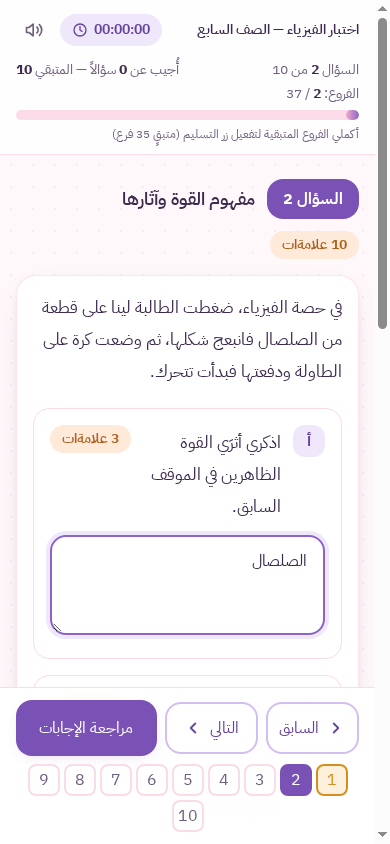 اختبار الفيزياء — الصف السابع
00:00:00
السؤال 2 من 10
أُجيب عن 0 سؤالاً — المتبقي 10
الفروع: 2 / 37
أكملي الفروع المتبقية لتفعيل زر التسليم (متبقٍ 35 فرع)
السؤال 2
مفهوم القوة وآثارها
10 علامات
في حصة الفيزياء، ضغطت الطالبة لينا على قطعة
من الصلصال فانبعج شكلها، ثم وضعت كرة على
الطاولة ودفعتها فبدأت تتحرك.
أ
اذكري أثرَي القوة
الظاهرين في الموقف
السابق.
3 علامات
الصلصال
السابق
التالي
مراجعة الإجابات
1 2 3 4 5 6 7 8 9
10